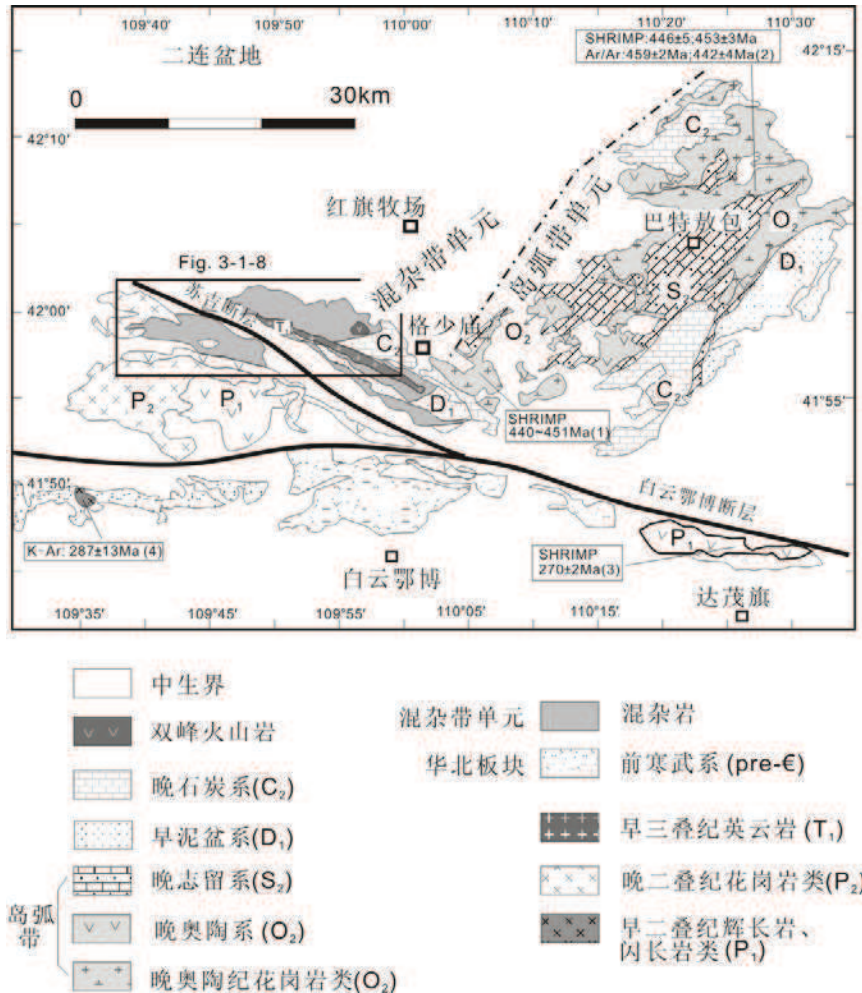 109°40' 109°50' 110°00' 110°10' 110°20' 110°30'
SHRIMP:446±5;453±3Ma
Ar/Ar:459±2Ma;442±4Ma(2)
42°15'
二连盆地
0 30km
42°10'
C₂
红旗牧场
混杂带单元
岛弧带单元
巴特敖包
O₂
D₁
S₂
Fig. 3-1-8
苏吉断层
42°00'
T₁
C₂
格少庙
O₂
D₁
C₂
P₂ P₁
SHRIMP
440~451Ma(1)
41°55'
41°50'
白云鄂博断层
K-Ar: 287±13Ma (4)
白云鄂博
SHRIMP
270±2Ma(3)
P₁
达茂旗
109°35' 109°45' 109°55' 110°05' 110°15'
中生界
双峰火山岩
晚石炭系(C₂)
早泥盆系(D₁)
岛弧带
晚志留系(S₂)
晚奥陶系(O₂)
晚奥陶纪花岗岩类(O₂)
混杂带单元 混杂岩
华北板块 前寒武系(pre-€)
早三叠纪英云岩(T₁)
晚二叠纪花岗岩类(P₂)
早二叠纪辉长岩、
闪长岩类(P₁)